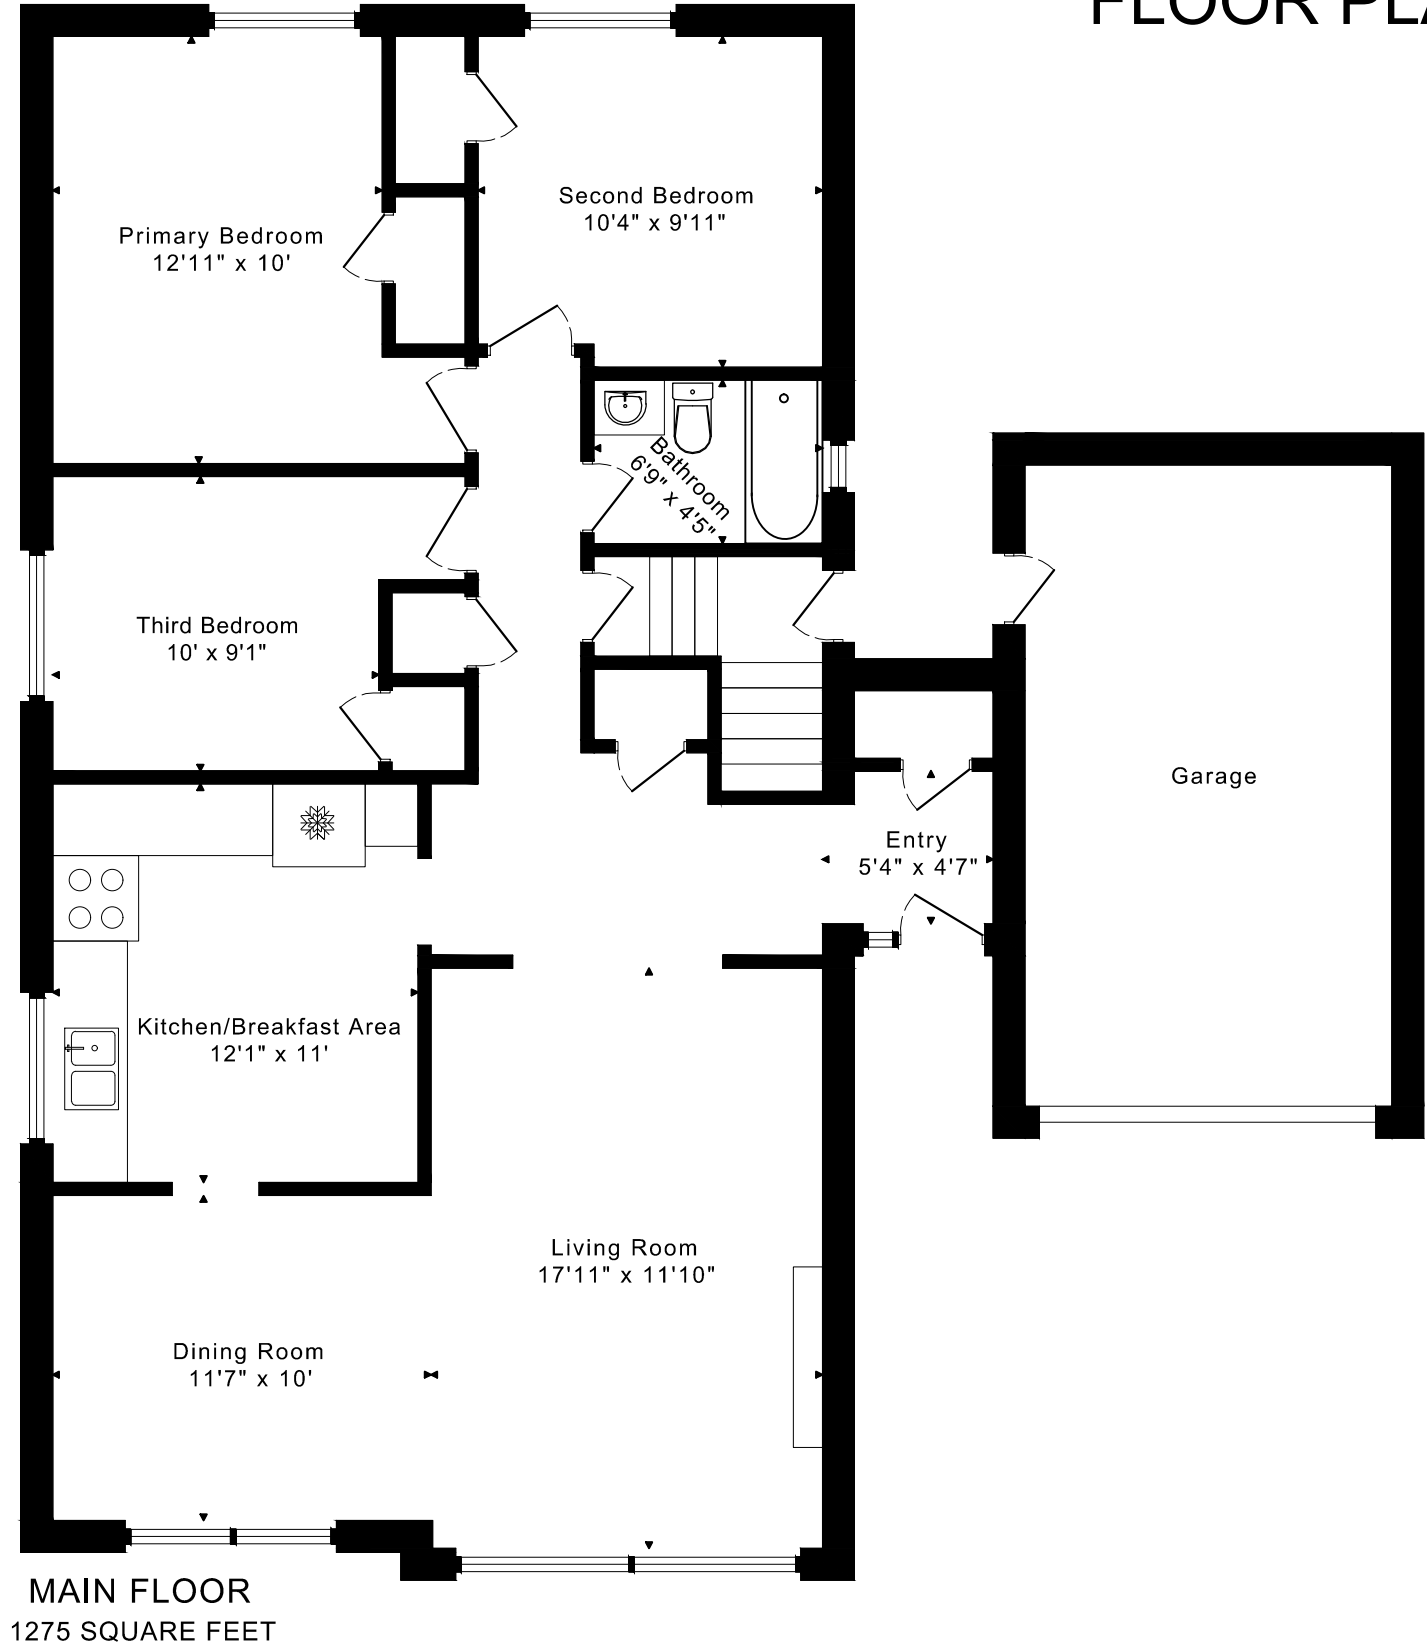 FLOOR PLA
Second Bedroom
10'4" x 9'11"
Primary Bedroom
12'11" x 10'
Bathroom
6'9" x 4'5"
Third Bedroom
10' x 9'1"
Garage
Entry
5'4" x 4'7"
Kitchen/Breakfast Area
12'1" x 11'
Living Room
17'11" x 11'10"
Dining Room
11'7" x 10'
MAIN FLOOR
1275 SQUARE FEET